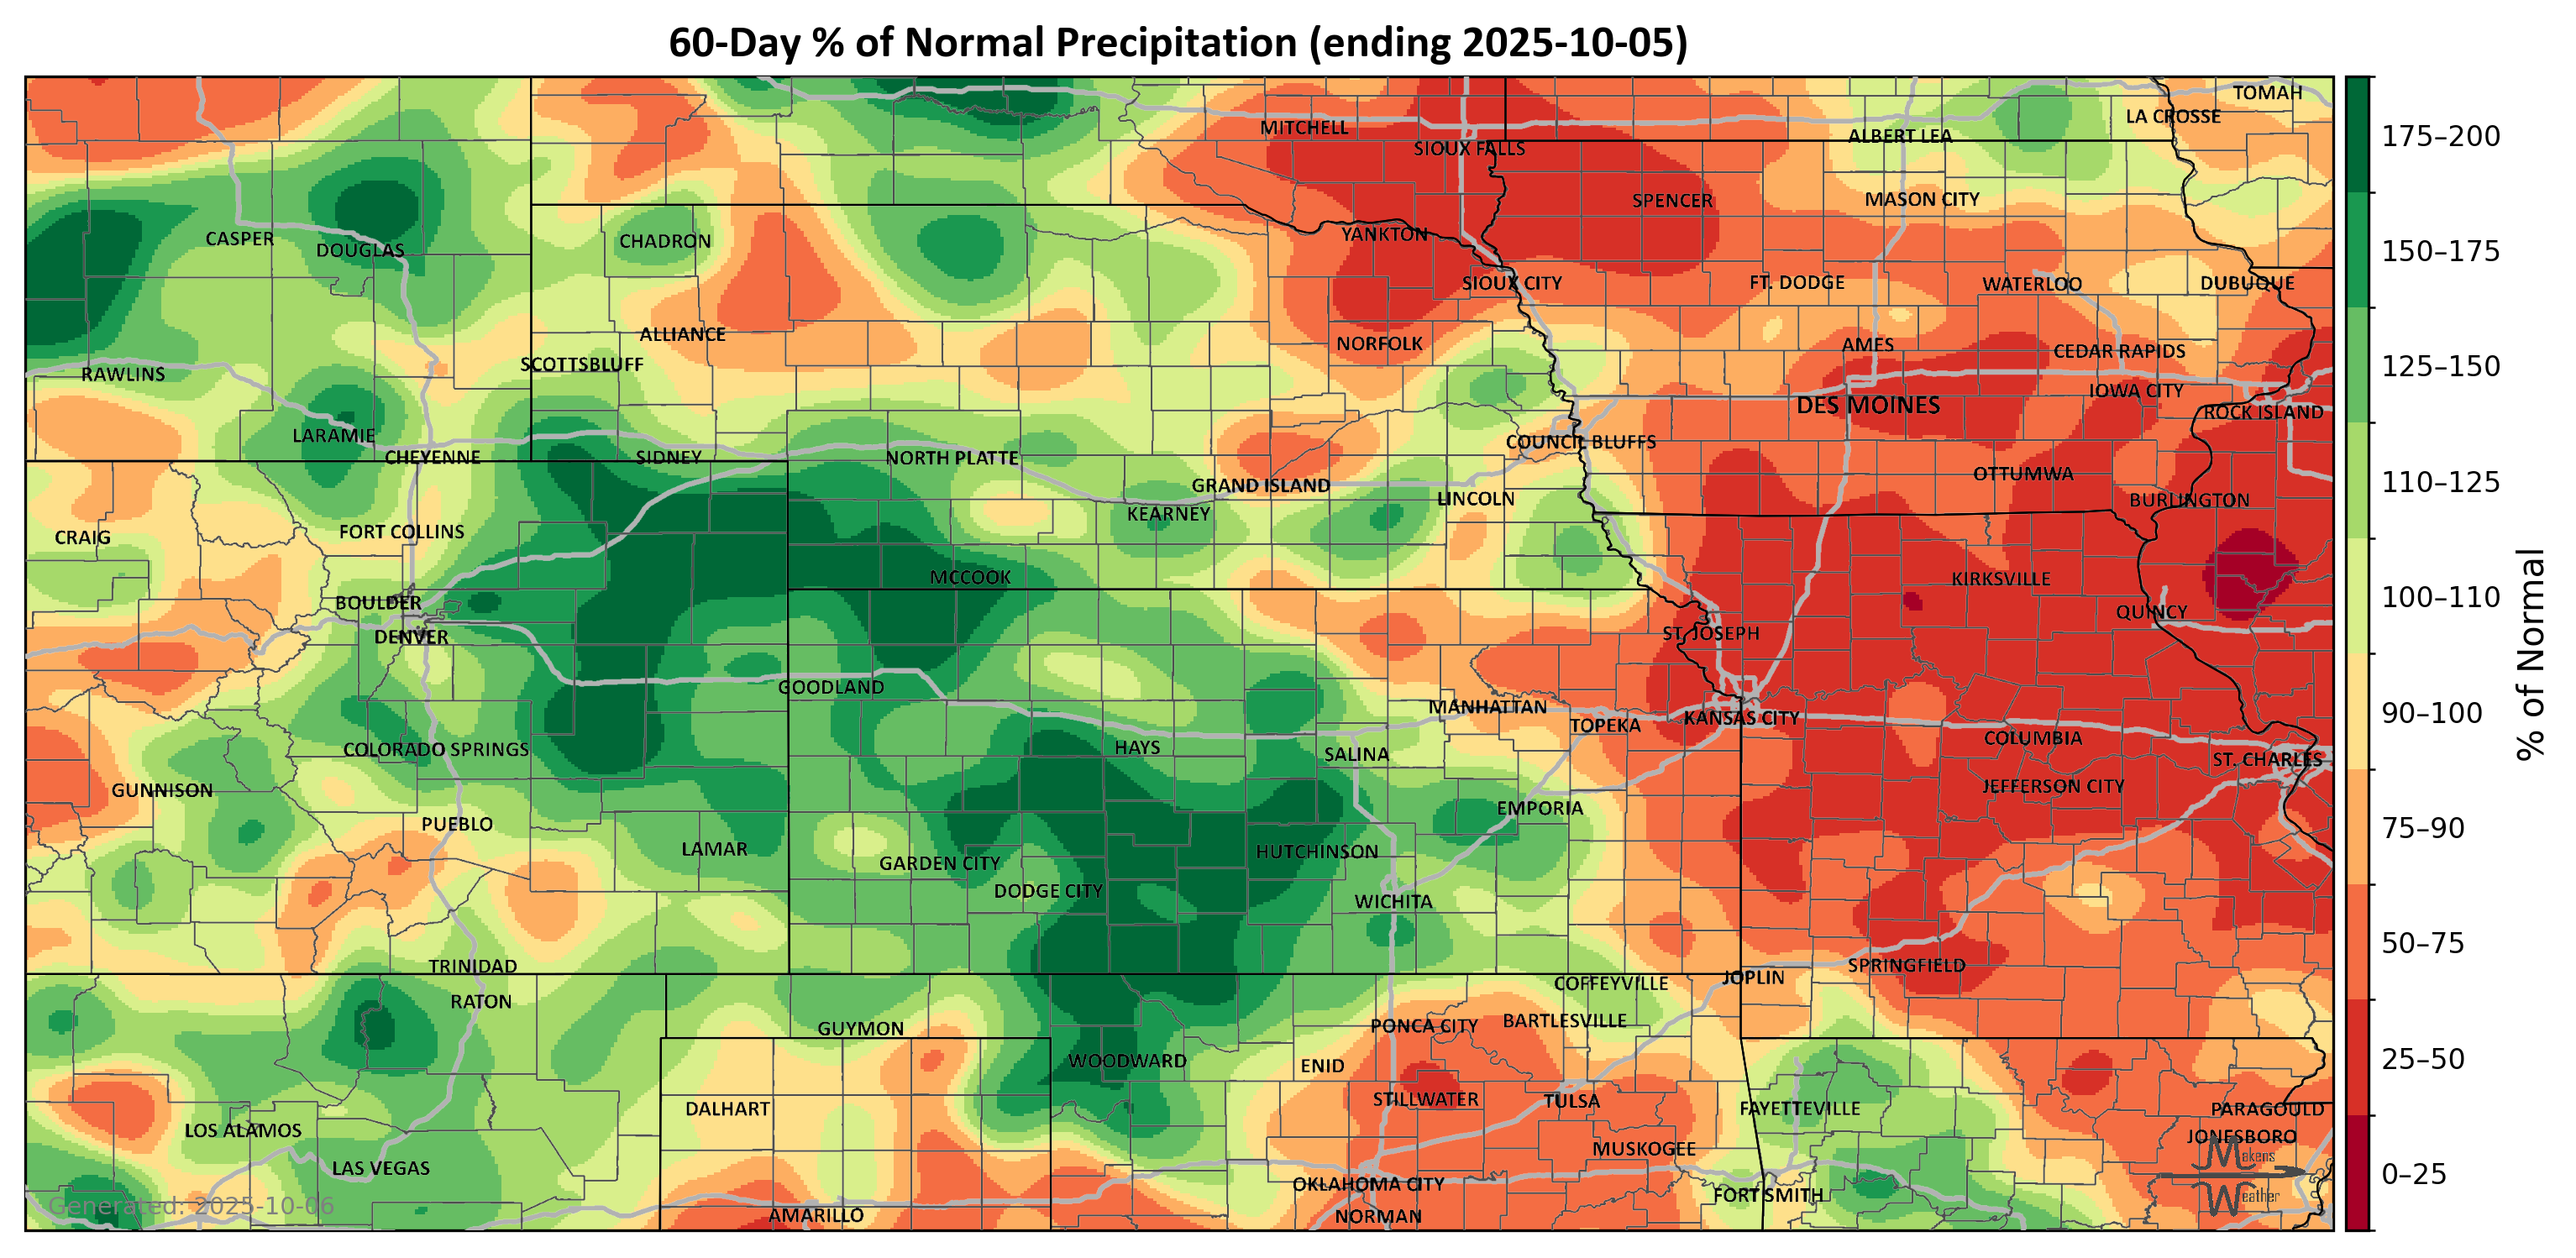 60-Day % of Normal Precipitation (ending 2025-10-05)
TOMAH
LA CROSSE
MITCHELL
ALBERT LEA
SIOUX FALLS
SPENCER
MASON CITY
YANKTON
CASPER
CHADRON
DOUGLAS
SIOUX CITY
FT. DODGE
WATERLOO
DUBUQUE
ALLIANCE
NORFOLK
AMES
CEDAR RAPIDS
SCOTTSBLUFF
RAWLINS
IOWA CITY
DES MOINES
ROCK ISLAND
LARAMIE
COUNCIL BLUFFS
CHEYENNE
SIDNEY
NORTH PLATTE
OTTUMWA
GRAND ISLAND
LINCOLN
BURLINGTON
KEARNEY
CRAIG
FORT COLLINS
MCCOOK
KIRKSVILLE
BOULDER
QUINCY
DENVER
ST. JOSEPH
GOODLAND
MANHATTAN
TOPEKA
KANSAS CITY
COLUMBIA
COLORADO SPRINGS
HAYS
SALINA
ST. CHARLES
GUNNISON
JEFFERSON CITY
EMPORIA
PUEBLO
LAMAR
HUTCHINSON
GARDEN CITY
DODGE CITY
WICHITA
TRINIDAD
SPRINGFIELD
JOPLIN
COFFEYVILLE
RATON
GUYMON
PONCA CITY
BARTLESVILLE
WOODWARD
ENID
DALHART
STILLWATER
TULSA
FAYETTEVILLE
PARAGOULD
LOS ALAMOS
JONESBORO
MUSKOGEE
LAS VEGAS
OKLAHOMA CITY
FORT SMITH
AMARILLO
NORMAN
Makens
Weather
Generated: 2025-10-06
175–200
150–175
125–150
110–125
100–110
90–100
75–90
50–75
25–50
0–25
% of Normal